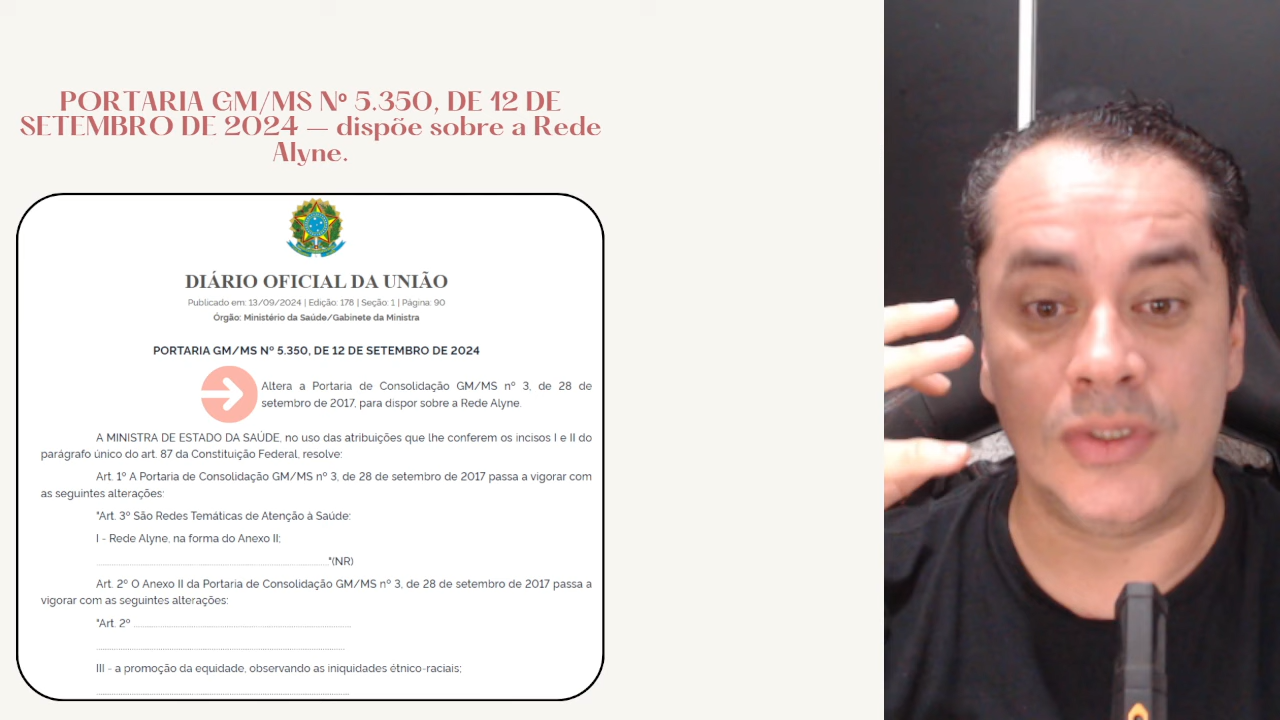 PORTARIA GM/MS Nº 5.350, DE 12 DE
SETEMBRO DE 2024 — dispõe sobre a Rede
Alyne.
DIÁRIO OFICIAL DA UNIÃO
Publicado em: 13/09/2024 | Edição: 178 | Seção: 1 | Página: 90
Órgão: Ministério da Saúde/Gabinete da Ministra
PORTARIA GM/MS Nº 5.350, DE 12 DE SETEMBRO DE 2024
Altera a Portaria de Consolidação GM/MS nº 3, de 28 de
setembro de 2017, para dispor sobre a Rede Alyne.
A MINISTRA DE ESTADO DA SAÚDE, no uso das atribuições que lhe conferem os incisos I e II do
parágrafo único do art. 87 da Constituição Federal, resolve:
Art. 1º A Portaria de Consolidação GM/MS nº 3, de 28 de setembro de 2017 passa a vigorar com
as seguintes alterações:
"Art. 3º São Redes Temáticas de Atenção à Saúde:
I - Rede Alyne, na forma do Anexo II;
......................................................................................"(NR)
Art. 2º O Anexo II da Portaria de Consolidação GM/MS nº 3, de 28 de setembro de 2017 passa a
vigorar com as seguintes alterações:
"Art. 2º ................................................................................
..........................................................................................
III - a promoção da equidade, observando as iniquidades étnico-raciais;
............................................................................................